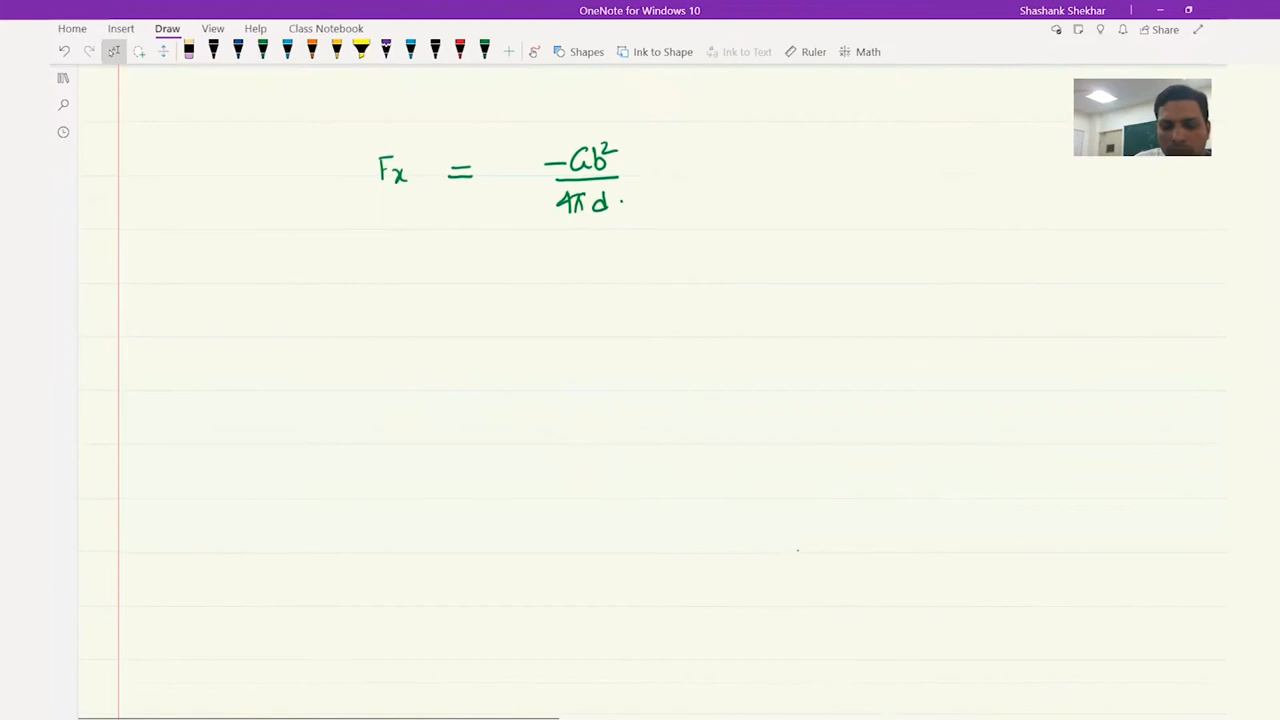 OneNote for Windows 10
Shashank Shekhar
Home Insert Draw View Help Class Notebook
Share
Shapes Ink to Shape Ink to Text Ruler Math
Fx = -Gb²
4πd.